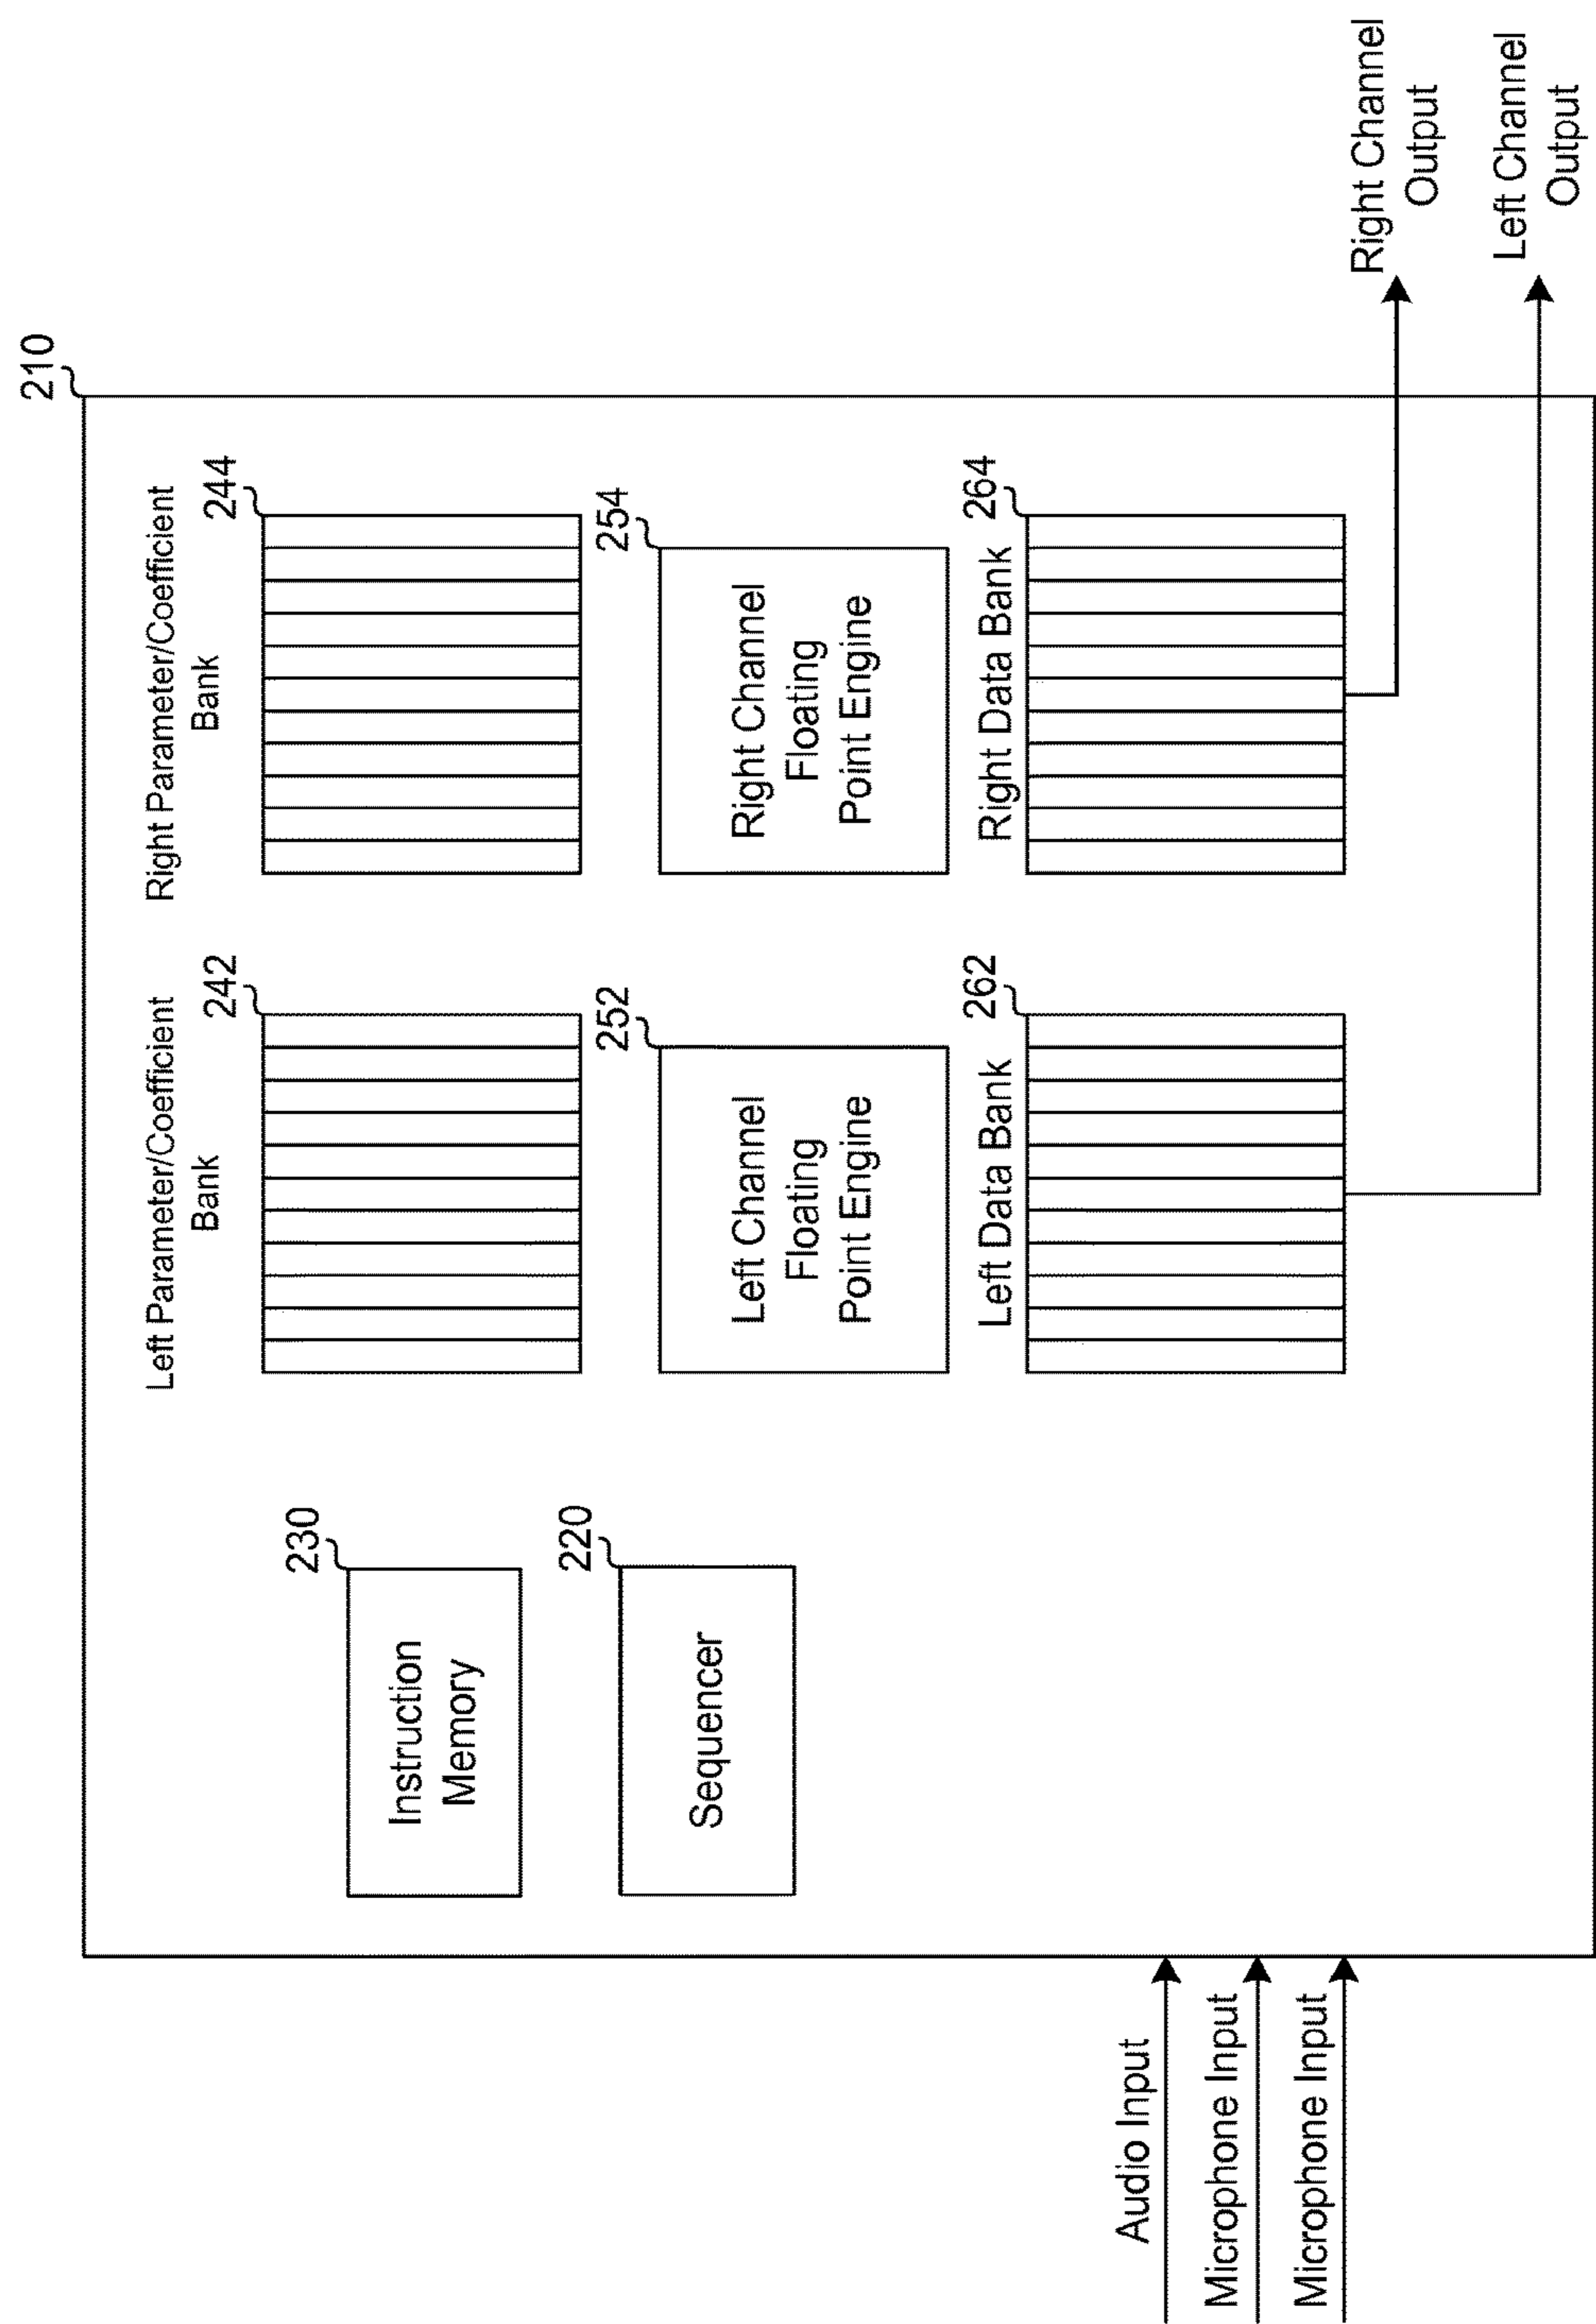 210
Left Parameter/Coefficient
Bank
242
Right Parameter/Coefficient
Bank
244
230
Instruction
Memory
220
Sequencer
252
Left Channel
Floating
Point Engine
254
Right Channel
Floating
Point Engine
Left Data Bank
262
Right Data Bank
264
Audio Input
Microphone Input
Microphone Input
Right Channel
Output
Left Channel
Output